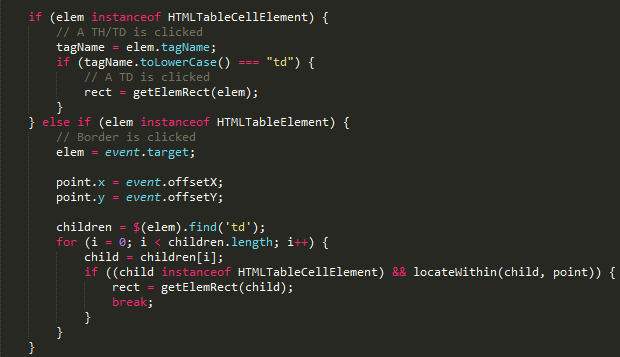 if (elem instanceof HTMLTableCellElement) {
    // A TH/TD is clicked
    tagName = elem.tagName;
    if (tagName.toLowerCase() === "td") {
        // A TD is clicked
        rect = getElemRect(elem);
    }
} else if (elem instanceof HTMLTableElement) {
    // Border is clicked
    elem = event.target;

    point.x = event.offsetX;
    point.y = event.offsetY;

    children = $(elem).find('td');
    for (i = 0; i < children.length; i++) {
        child = children[i];
        if ((child instanceof HTMLTableCellElement) && locateWithin(child, point)) {
            rect = getElemRect(child);
            break;
        }
    }
}